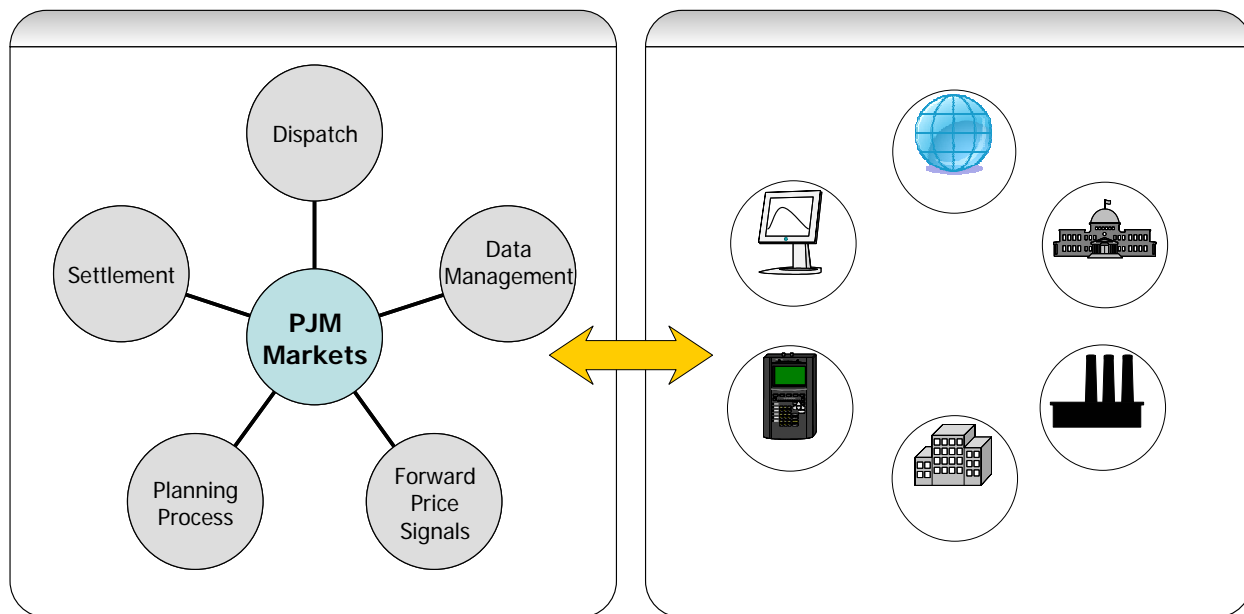 Dispatch
Settlement
Data
Management
PJM
Markets
Planning
Process
Forward
Price
Signals